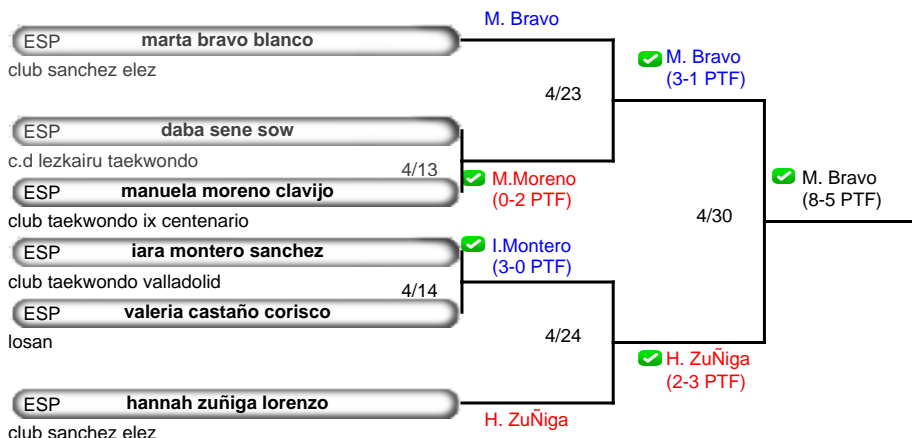 M. Bravo
ESP marta bravo blanco
club sanchez elez
M. Bravo
(3-1 PTF)
4/23
ESP daba sene sow
c.d lezkairu taekwondo
4/13
M.Moreno
(0-2 PTF)
ESP manuela moreno clavijo
club taekwondo ix centenario
M. Bravo
(8-5 PTF)
4/30
ESP iara montero sanchez
club taekwondo valladolid
I.Montero
(3-0 PTF)
4/14
ESP valeria castaño corisco
losan
4/24
H. ZuÑiga
(2-3 PTF)
ESP hannah zuñiga lorenzo
H. ZuÑiga
club sanchez elez